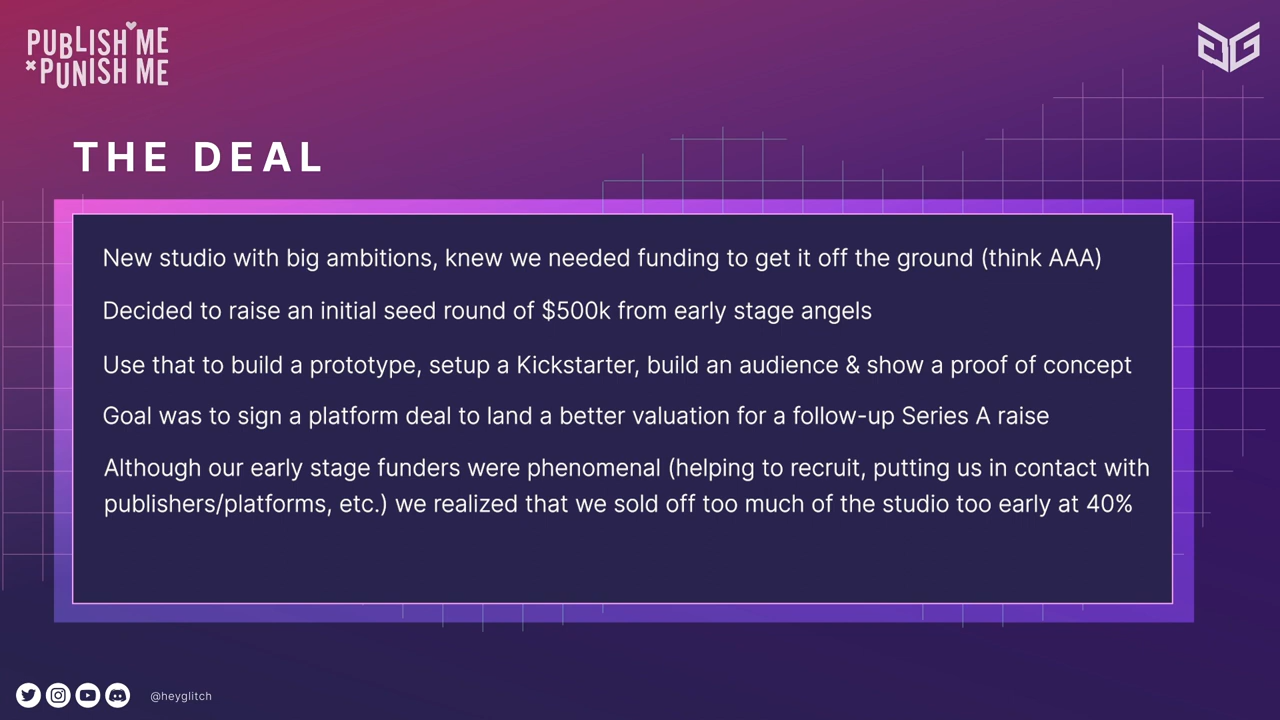 PUBLISH ME
PUNISH ME
THE DEAL
New studio with big ambitions, knew we needed funding to get it off the ground (think AAA)
Decided to raise an initial seed round of $500k from early stage angels
Use that to build a prototype, setup a Kickstarter, build an audience & show a proof of concept
Goal was to sign a platform deal to land a better valuation for a follow-up Series A raise
Although our early stage funders were phenomenal (helping to recruit, putting us in contact with
publishers/platforms, etc.) we realized that we sold off too much of the studio too early at 40%
@heyglitch